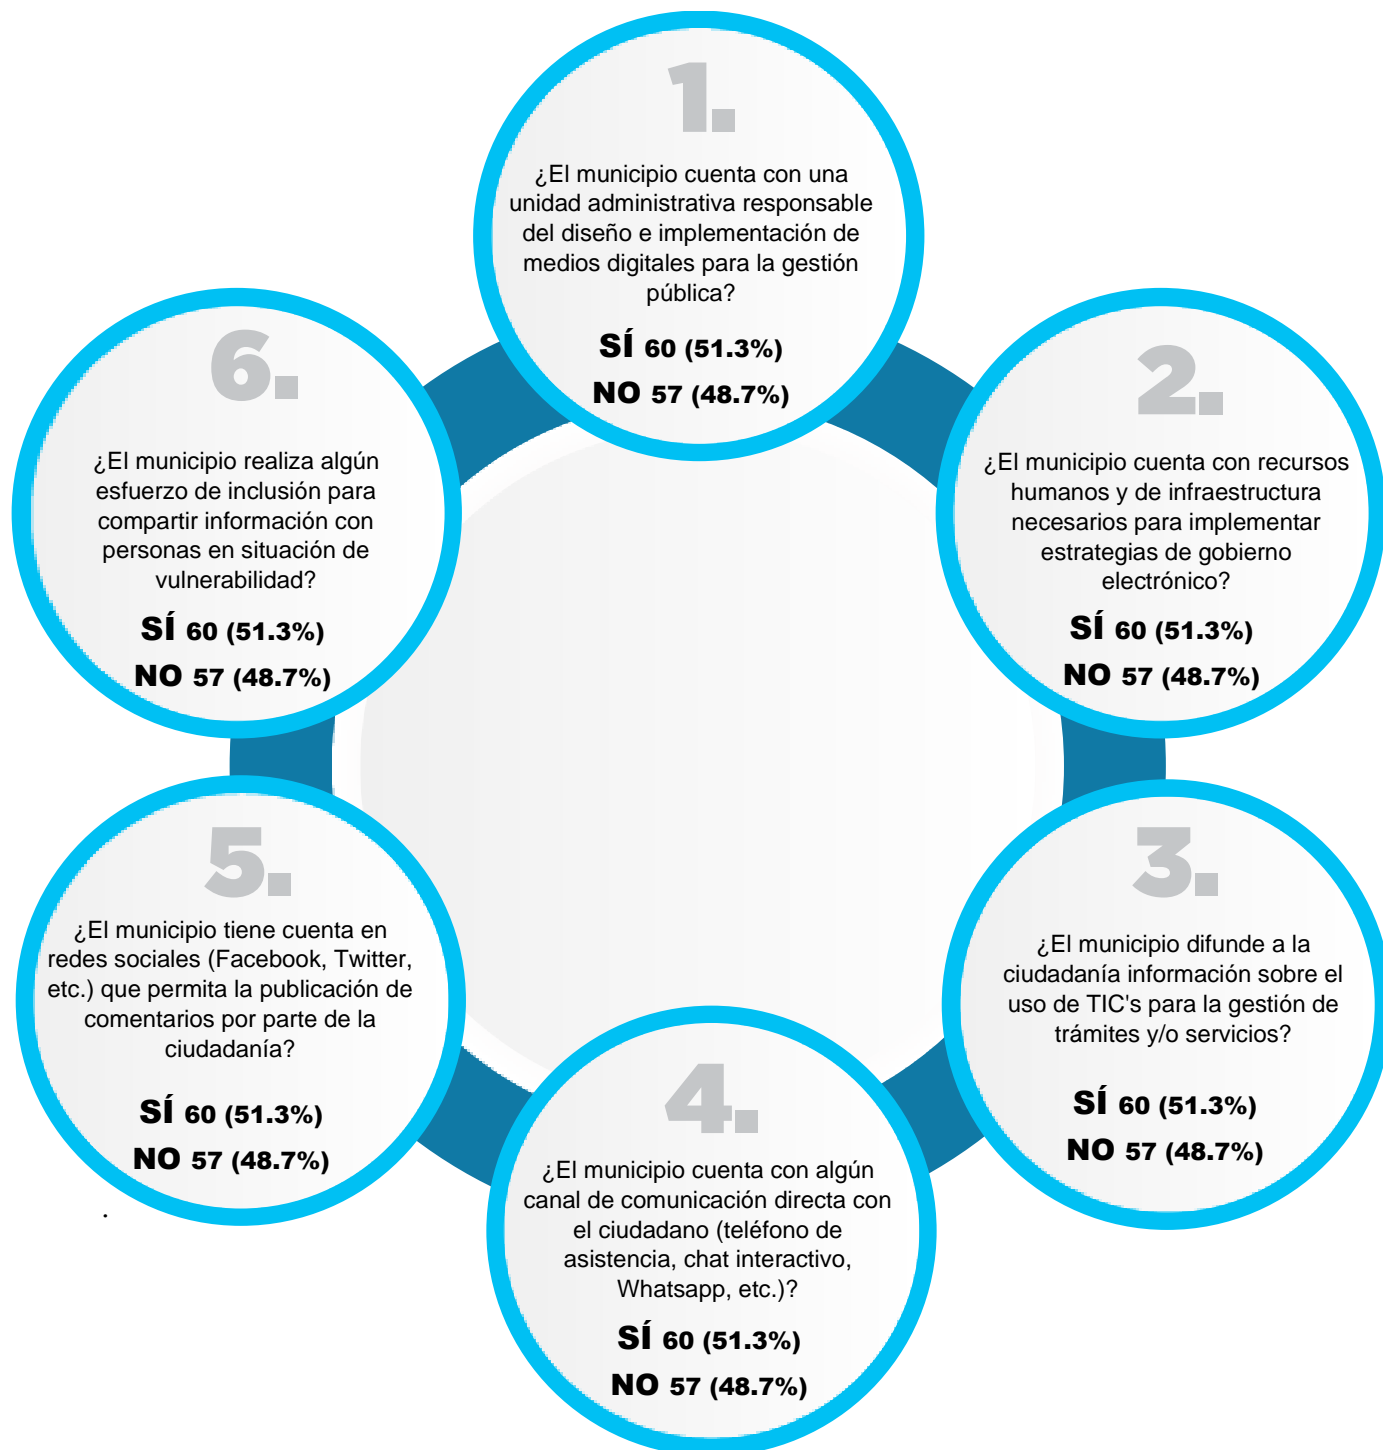 1.
¿El municipio cuenta con una
unidad administrativa responsable
del diseño e implementación de
medios digitales para la gestión
pública?
SÍ 60 (51.3%)
NO 57 (48.7%)
2.
¿El municipio cuenta con recursos
humanos y de infraestructura
necesarios para implementar
estrategias de gobierno
electrónico?
SÍ 60 (51.3%)
NO 57 (48.7%)
3.
¿El municipio difunde a la
ciudadanía información sobre el
uso de TIC's para la gestión de
trámites y/o servicios?
SÍ 60 (51.3%)
NO 57 (48.7%)
4.
¿El municipio cuenta con algún
canal de comunicación directa con
el ciudadano (teléfono de
asistencia, chat interactivo,
Whatsapp, etc.)?
SÍ 60 (51.3%)
NO 57 (48.7%)
5.
¿El municipio tiene cuenta en
redes sociales (Facebook, Twitter,
etc.) que permita la publicación de
comentarios por parte de la
ciudadanía?
SÍ 60 (51.3%)
NO 57 (48.7%)
.
6.
¿El municipio realiza algún
esfuerzo de inclusión para
compartir información con
personas en situación de
vulnerabilidad?
SÍ 60 (51.3%)
NO 57 (48.7%)